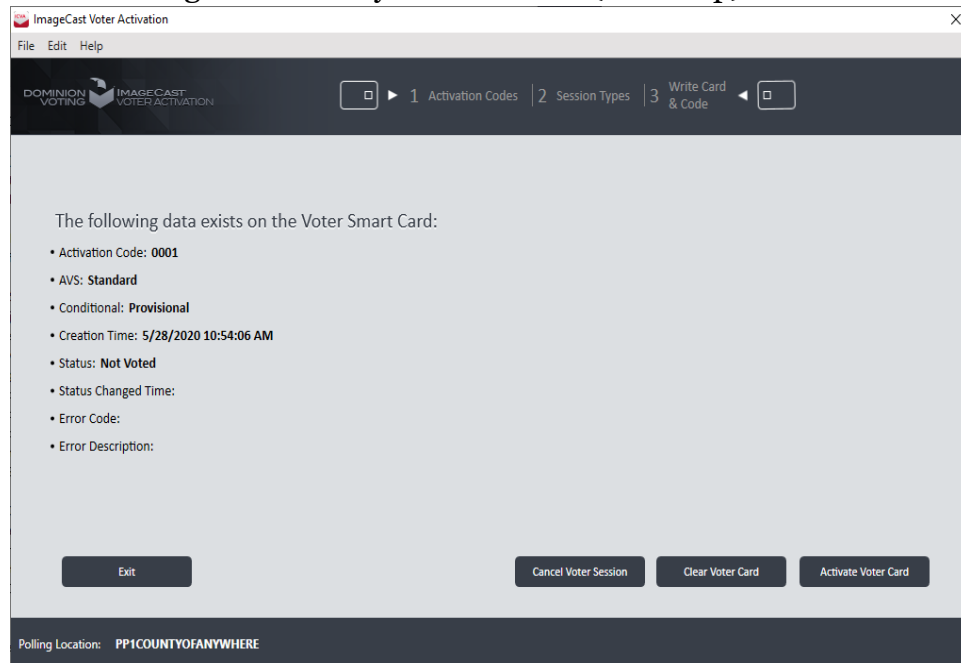 ImageCast Voter Activation
File Edit Help
DOMINION VOTING IMAGECAST VOTER ACTIVATION
1 Activation Codes 2 Session Types 3 Write Card & Code
The following data exists on the Voter Smart Card:
• Activation Code: 0001
• AVS: Standard
• Conditional: Provisional
• Creation Time: 5/28/2020 10:54:06 AM
• Status: Not Voted
• Status Changed Time:
• Error Code:
• Error Description:
Exit Cancel Voter Session Clear Voter Card Activate Voter Card
Polling Location: PP1COUNTYOFANYWHERE